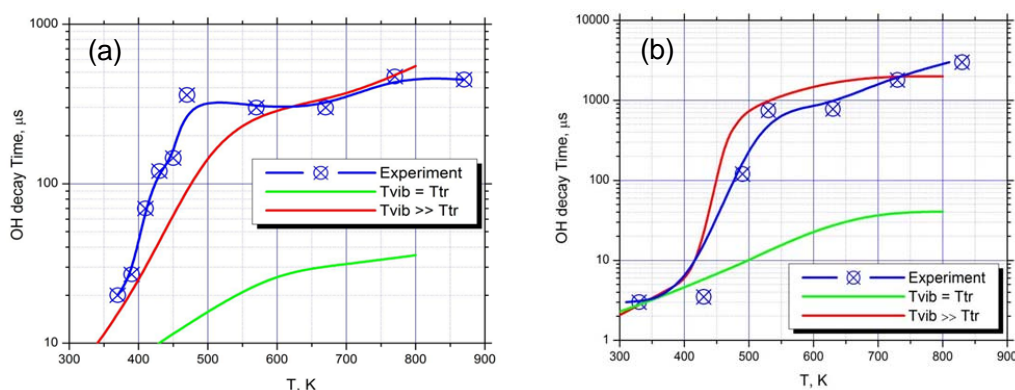 (a)
1000
100
10
OH decay Time, µs
300 400 500 600 700 800 900
T, K
Experiment
Tvib = Ttr
Tvib >> Ttr
(b)
10000
1000
100
10
1
OH decay Time, µs
300 400 500 600 700 800 900
T, K
Experiment
Tvib = Ttr
Tvib >> Ttr